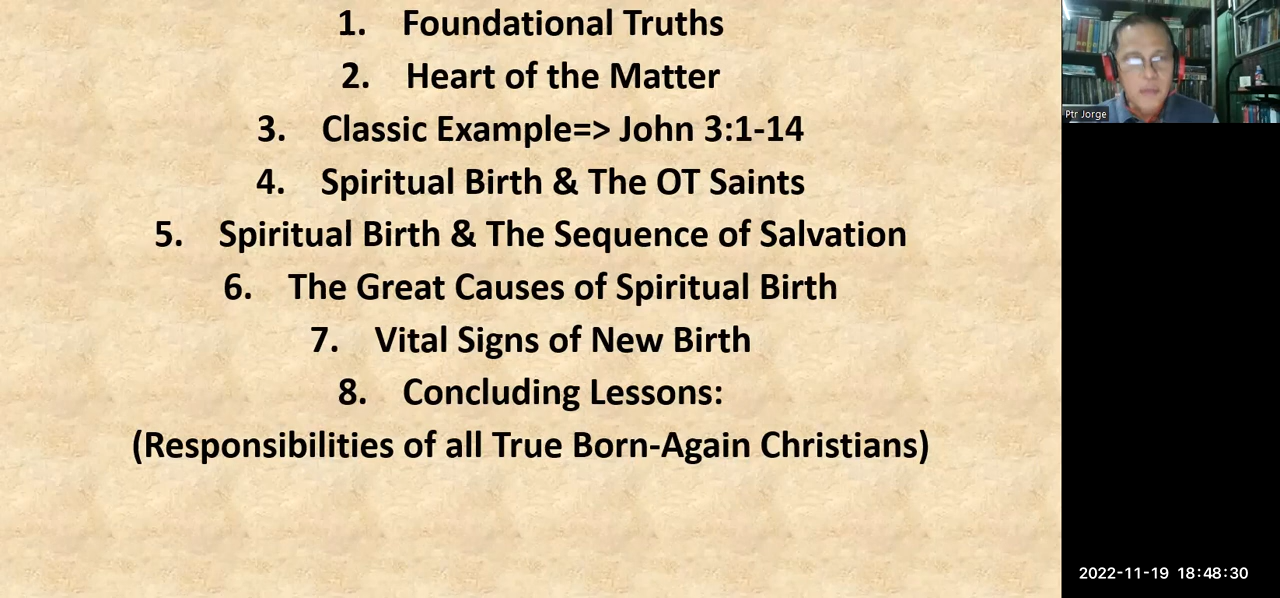 1. Foundational Truths
2. Heart of the Matter
3. Classic Example=> John 3:1-14
4. Spiritual Birth & The OT Saints
5. Spiritual Birth & The Sequence of Salvation
6. The Great Causes of Spiritual Birth
7. Vital Signs of New Birth
8. Concluding Lessons:
(Responsibilities of all True Born-Again Christians)
Ptr Jorge
2022-11-19 18:48:30